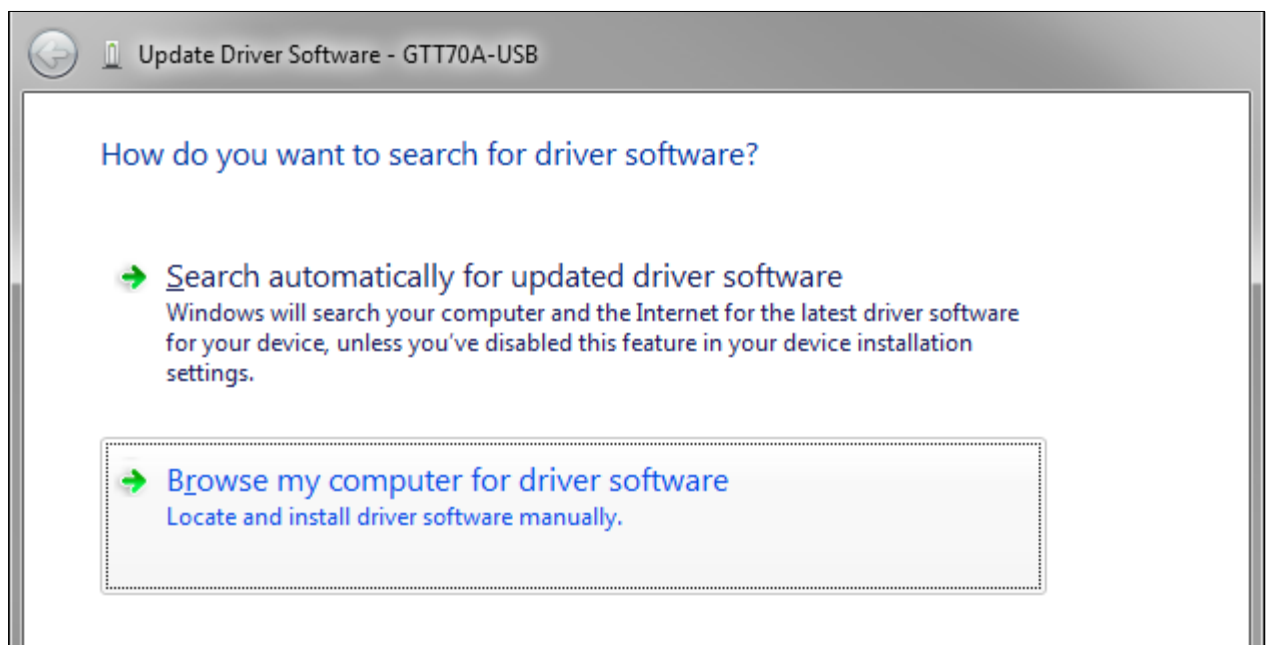 Update Driver Software - GTT70A-USB
How do you want to search for driver software?
Search automatically for updated driver software
Windows will search your computer and the Internet for the latest driver software
for your device, unless you've disabled this feature in your device installation
settings.
Browse my computer for driver software
Locate and install driver software manually.